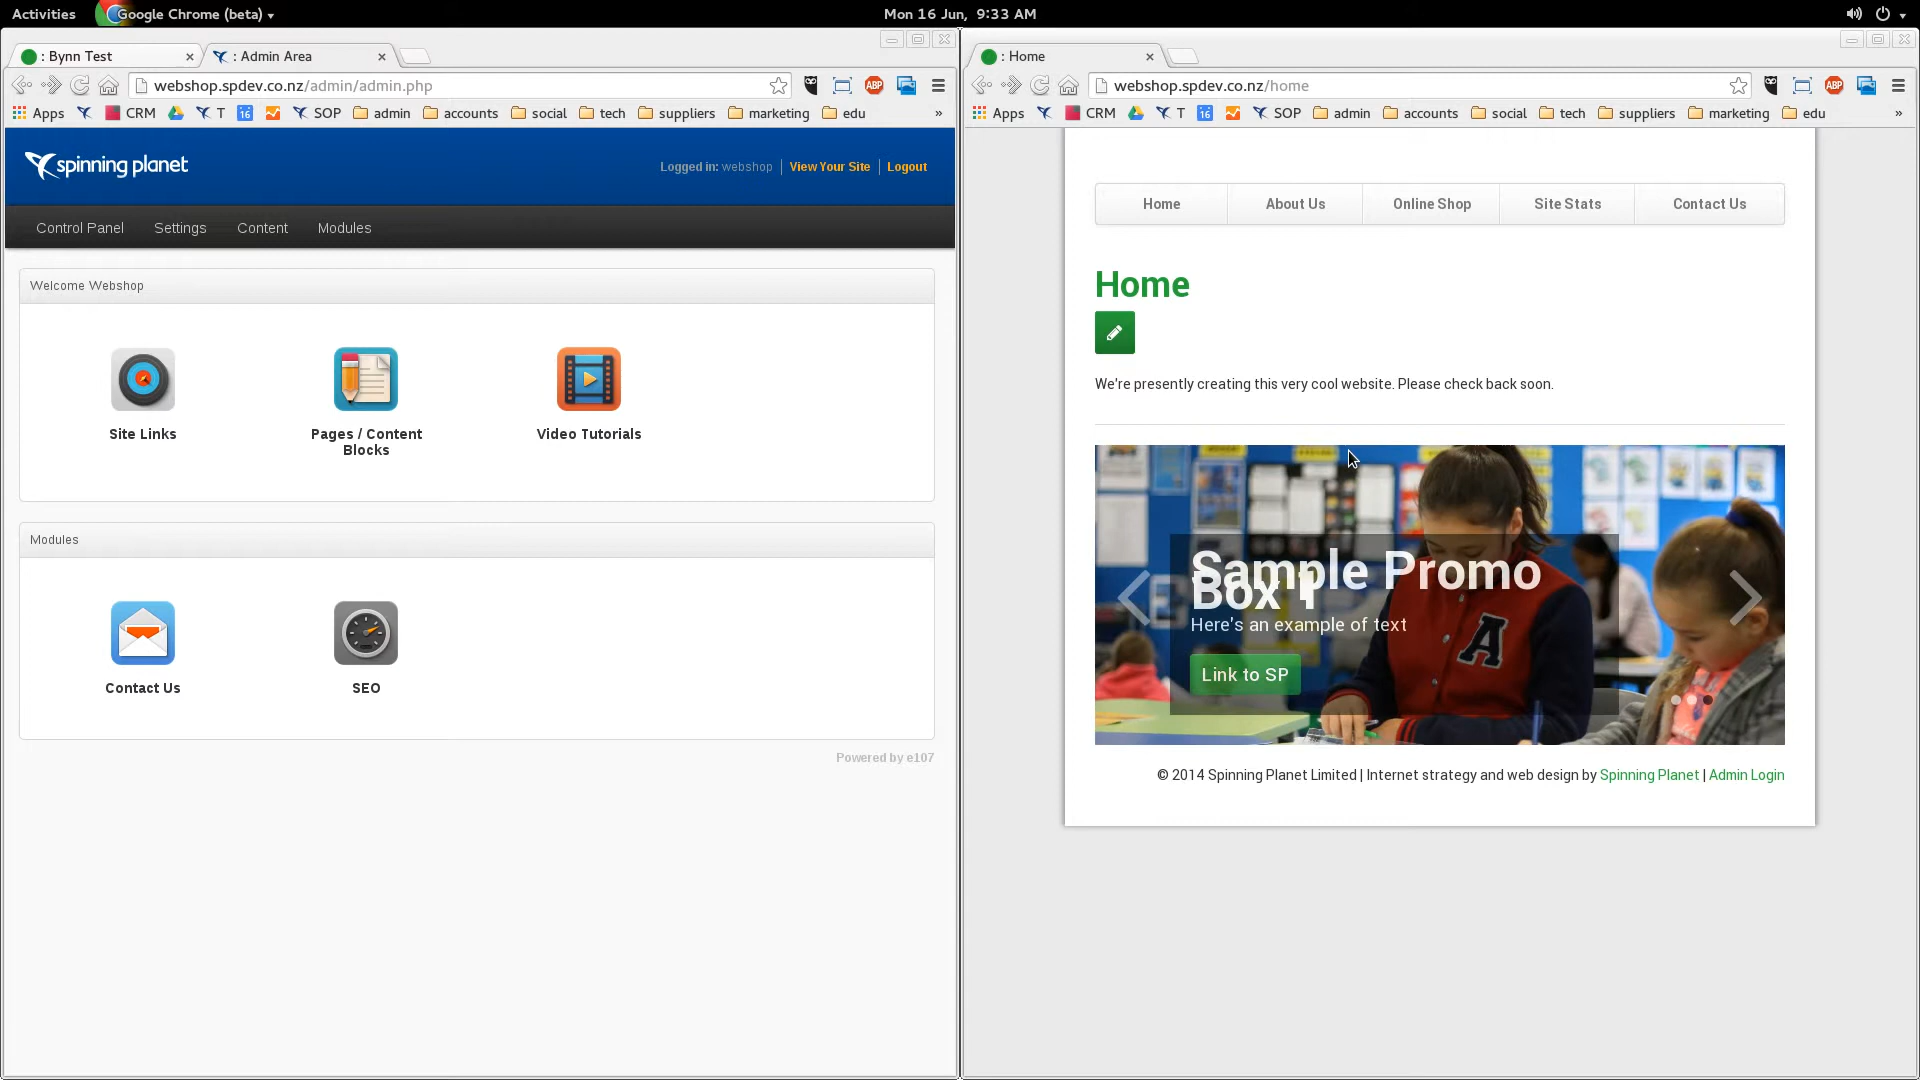 Activities
Google Chrome (beta)
Mon 16 Jun, 9:33 AM
: Bynn Test
: Admin Area
webshop.spdev.co.nz/admin/admin.php
Apps CRM T 16 SOP admin accounts social tech suppliers marketing edu »
spinning planet
Logged in: webshop | View Your Site | Logout
Control Panel Settings Content Modules
Welcome Webshop
Site Links
Pages / Content
Blocks
Video Tutorials
Modules
Contact Us
SEO
Powered by e107
: Home
webshop.spdev.co.nz/home
Apps CRM T 16 SOP admin accounts social tech suppliers marketing edu »
Home About Us Online Shop Site Stats Contact Us
Home
We're presently creating this very cool website. Please check back soon.
Sample Promo
Box 1
Here's an example of text
Link to SP
A
© 2014 Spinning Planet Limited | Internet strategy and web design by Spinning Planet | Admin Login